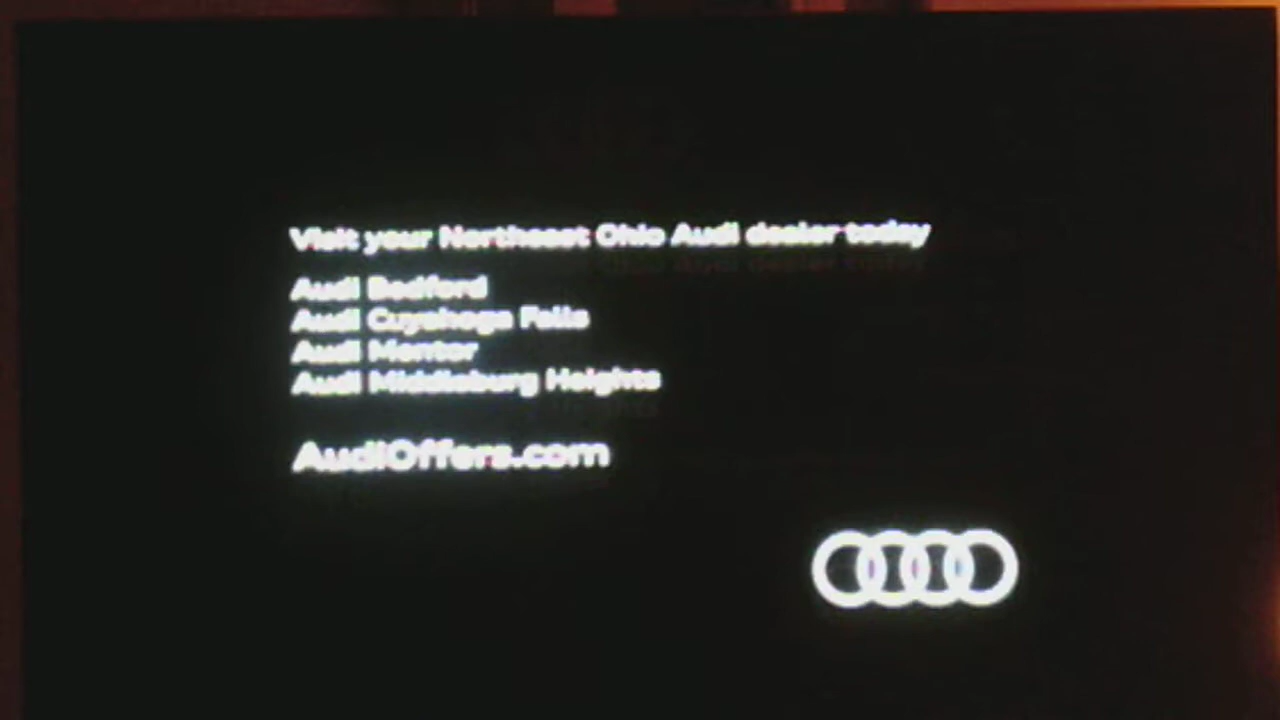 Visit your Northeast Ohio Audi dealer today
Audi Bedford
Audi Cuyahoga Falls
Audi Mentor
Audi Middleburg Heights
AudiOffers.com